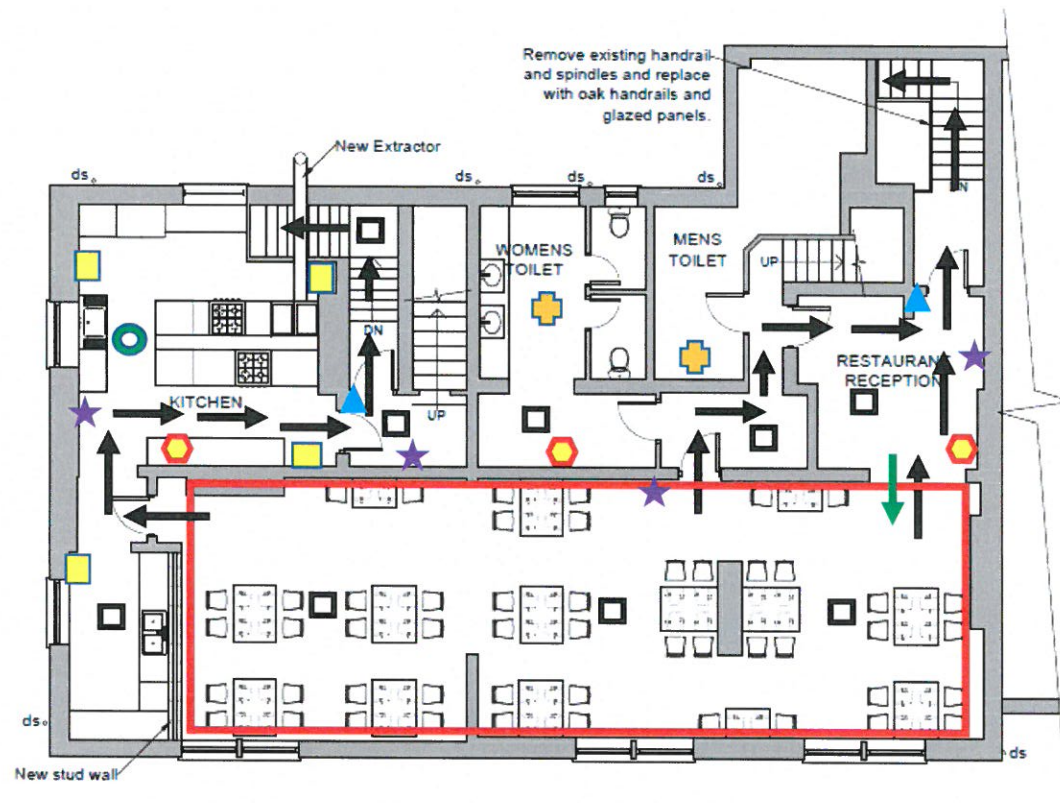 Remove existing handrail
and spindles and replace
with oak handrails and
glazed panels.
New Extractor
ds
ds
ds
ds
DN
WOMENS
TOILET
MENS
TOILET
UP
DN
RESTAURANT
RECEPTION
KITCHEN
UP
ds
ds
New stud wall